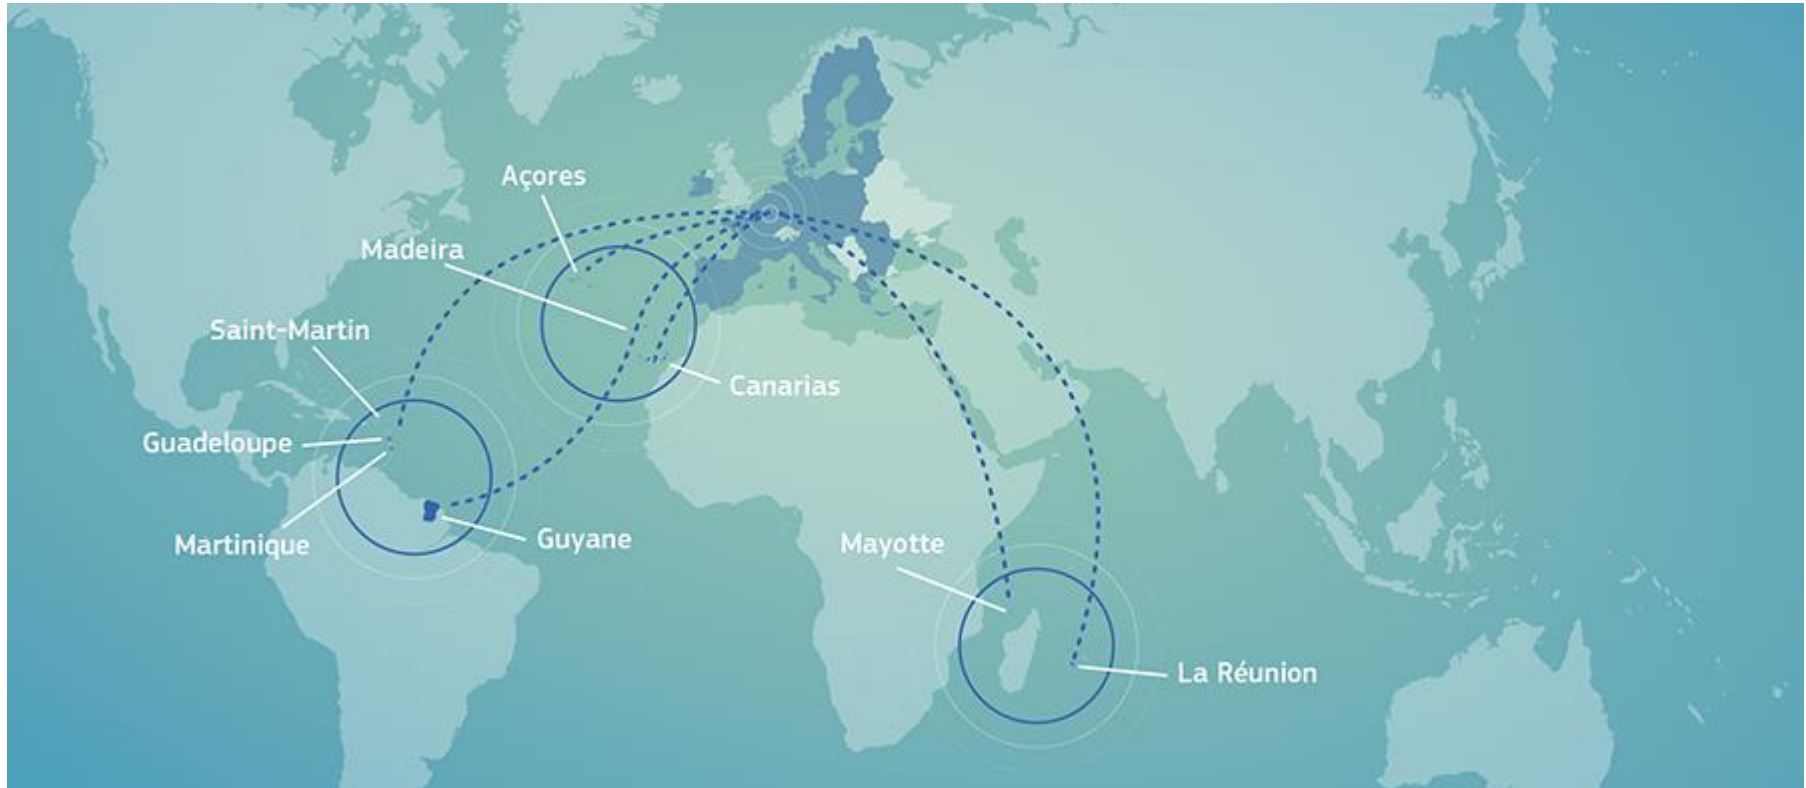 Açores
Madeira
Saint-Martin
Canarias
Guadeloupe
Martinique
Guyane
Mayotte
La Réunion